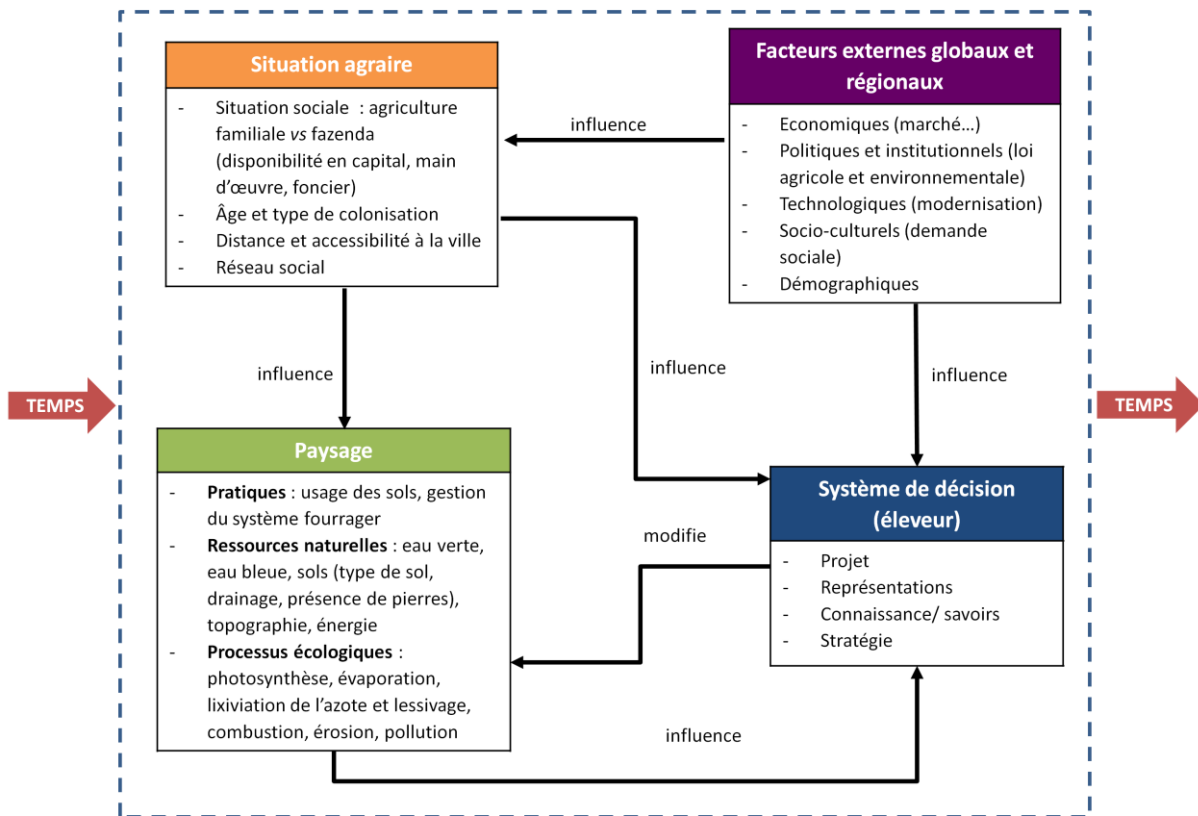 Situation agraire
- Situation sociale : agriculture
familiale vs fazenda
(disponibilité en capital, main
d’œuvre, foncier)
- Âge et type de colonisation
- Distance et accessibilité à la ville
- Réseau social
influence
Facteurs externes globaux et
régionaux
- Economiques (marché…)
- Politiques et institutionnels (loi
agricole et environnementale)
- Technologiques (modernisation)
- Socio-culturels (demande
sociale)
- Démographiques
influence
influence
influence
TEMPS
TEMPS
Paysage
- Pratiques : usage des sols, gestion
du système fourrager
- Ressources naturelles : eau verte,
eau bleue, sols (type de sol,
drainage, présence de pierres),
topographie, énergie
- Processus écologiques :
photosynthèse, évaporation,
lixiviation de l’azote et lessivage,
combustion, érosion, pollution
modifie
Système de décision
(éleveur)
- Projet
- Représentations
- Connaissance/ savoirs
- Stratégie
influence